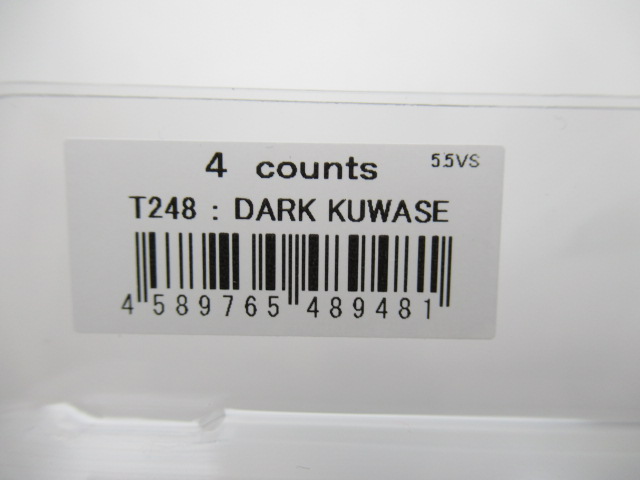 4 counts 5.5VS
T248 : DARK KUWASE
4 589765 489481